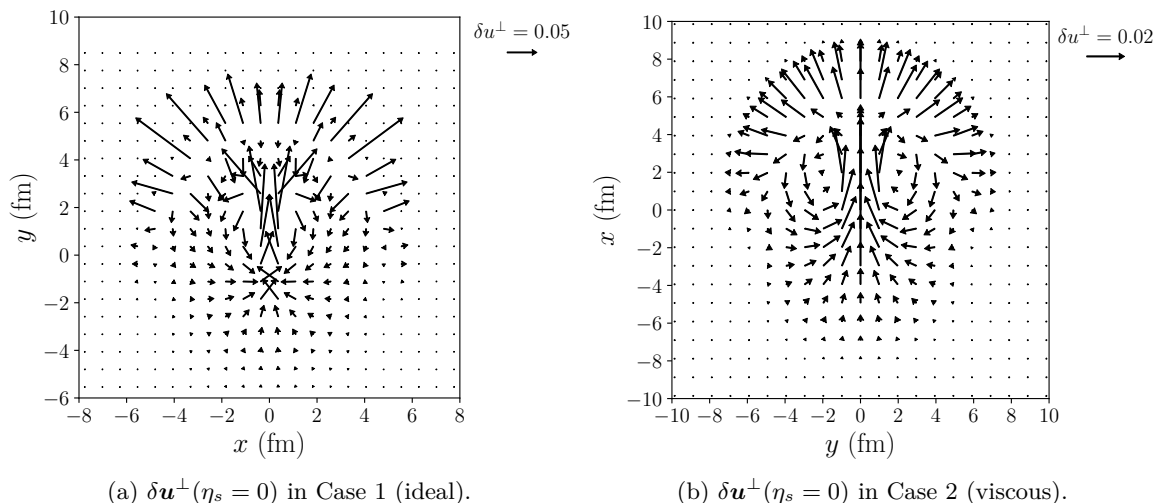 10
8
6
4
2
0
−2
−4
−6
y (fm)
−8 −6 −4 −2 0 2 4 6 8
x (fm)
δu⊥ = 0.05
(a) δu⊥(ηs = 0) in Case 1 (ideal).
10
8
6
4
2
0
−2
−4
−6
−8
−10
x (fm)
−10 −8 −6 −4 −2 0 2 4 6 8 10
y (fm)
δu⊥ = 0.02
(b) δu⊥(ηs = 0) in Case 2 (viscous).